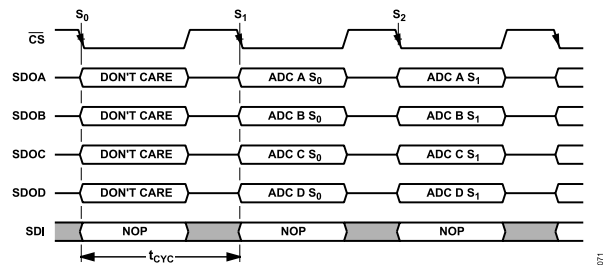 S0 S1 S2
CS
SDOA DON'T CARE ADC A S0 ADC A S1
SDOB DON'T CARE ADC B S0 ADC B S1
SDOC DON'T CARE ADC C S0 ADC C S1
SDOD DON'T CARE ADC D S0 ADC D S1
SDI NOP NOP NOP
tCYC
071